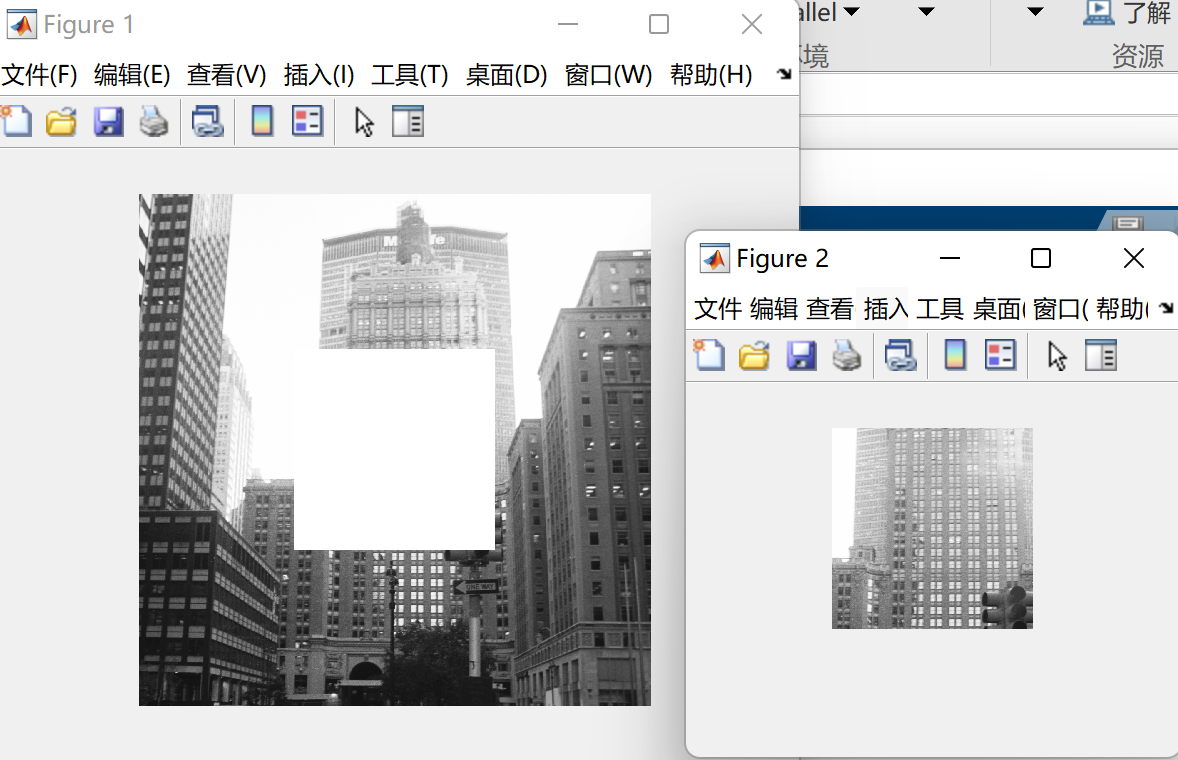 Figure 1
文件(F) 编辑(E) 查看(V) 插入(I) 工具(T) 桌面(D) 窗口(W) 帮助(H)
allel
了解
境
资源
Figure 2
文件 编辑 查看 插入 工具 桌面( 窗口( 帮助(
ONE WAY